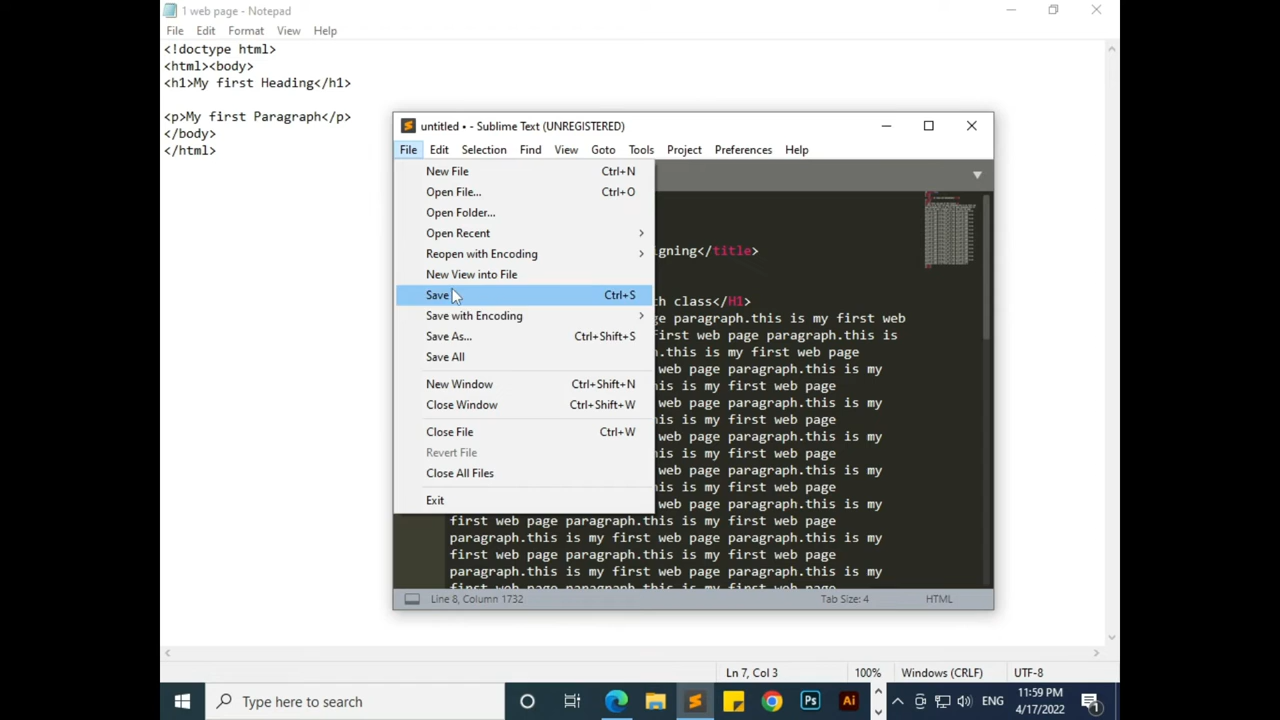 1 web page - Notepad
File Edit Format View Help
<!doctype html>
<html><body>
<h1>My first Heading</h1>
<p>My first Paragraph</p>
</body>
</html>
untitled • - Sublime Text (UNREGISTERED)
File Edit Selection Find View Goto Tools Project Preferences Help
New File Ctrl+N
Open File... Ctrl+O
Open Folder...
Open Recent
Reopen with Encoding
New View into File
Save Ctrl+S
Save with Encoding
Save As... Ctrl+Shift+S
Save All
New Window Ctrl+Shift+N
Close Window Ctrl+Shift+W
Close File Ctrl+W
Revert File
Close All Files
Exit
igning</title>
h class</H1>
ge paragraph.this is my first web
web page paragraph.this is
h.this is my first web page
web page paragraph.this is my
is my first web page
web page paragraph.this is my
is my first web page
web page paragraph.this is my
is my first web page
web page paragraph.this is my
is my first web page
web page paragraph.this is my
first web page paragraph.this is my first web page
paragraph.this is my first web page paragraph.this is my
first web page paragraph.this is my first web page
paragraph.this is my first web page paragraph.this is my
Line 8, Column 1732 Tab Size: 4 HTML
Ln 7, Col 3 100% Windows (CRLF) UTF-8
Type here to search
Ps Ai
ENG
11:59 PM
4/17/2022
1